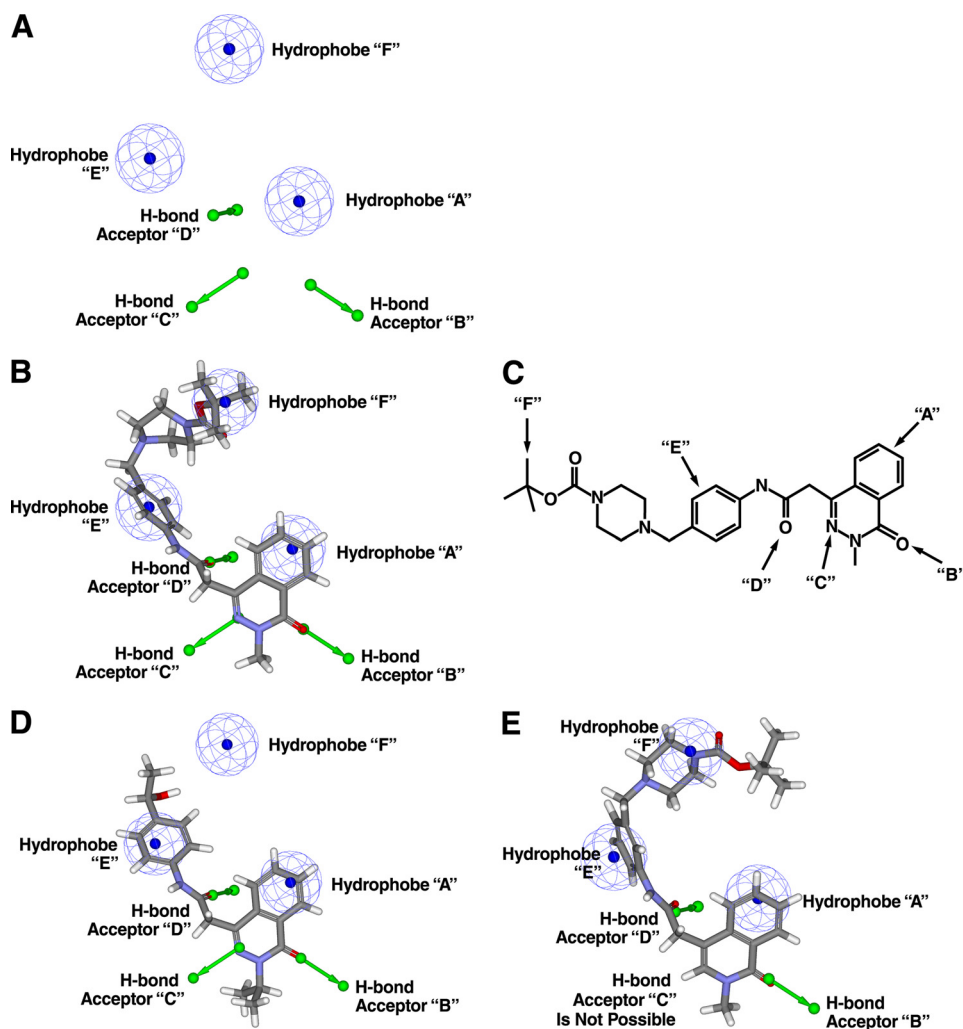 A
Hydrophobe “F”
Hydrophobe
“E”
Hydrophobe “A”
H-bond
Acceptor “D”
H-bond
Acceptor “C”
H-bond
Acceptor “B”
B
Hydrophobe “F”
Hydrophobe
“E”
H-bond
Acceptor “D”
Hydrophobe “A”
H-bond
Acceptor “C”
H-bond
Acceptor “B”
C
“F”
“E”
“A”
O
O
N
N
N
O
N
N
O
“D”
“C”
“B”
D
Hydrophobe “F”
Hydrophobe
“E”
Hydrophobe “A”
H-bond
Acceptor “D”
H-bond
Acceptor “C”
H-bond
Acceptor “B”
E
Hydrophobe
“F”
Hydrophobe
“E”
Hydrophobe “A”
H-bond
Acceptor “D”
H-bond
Acceptor “C”
Is Not Possible
H-bond
Acceptor “B”